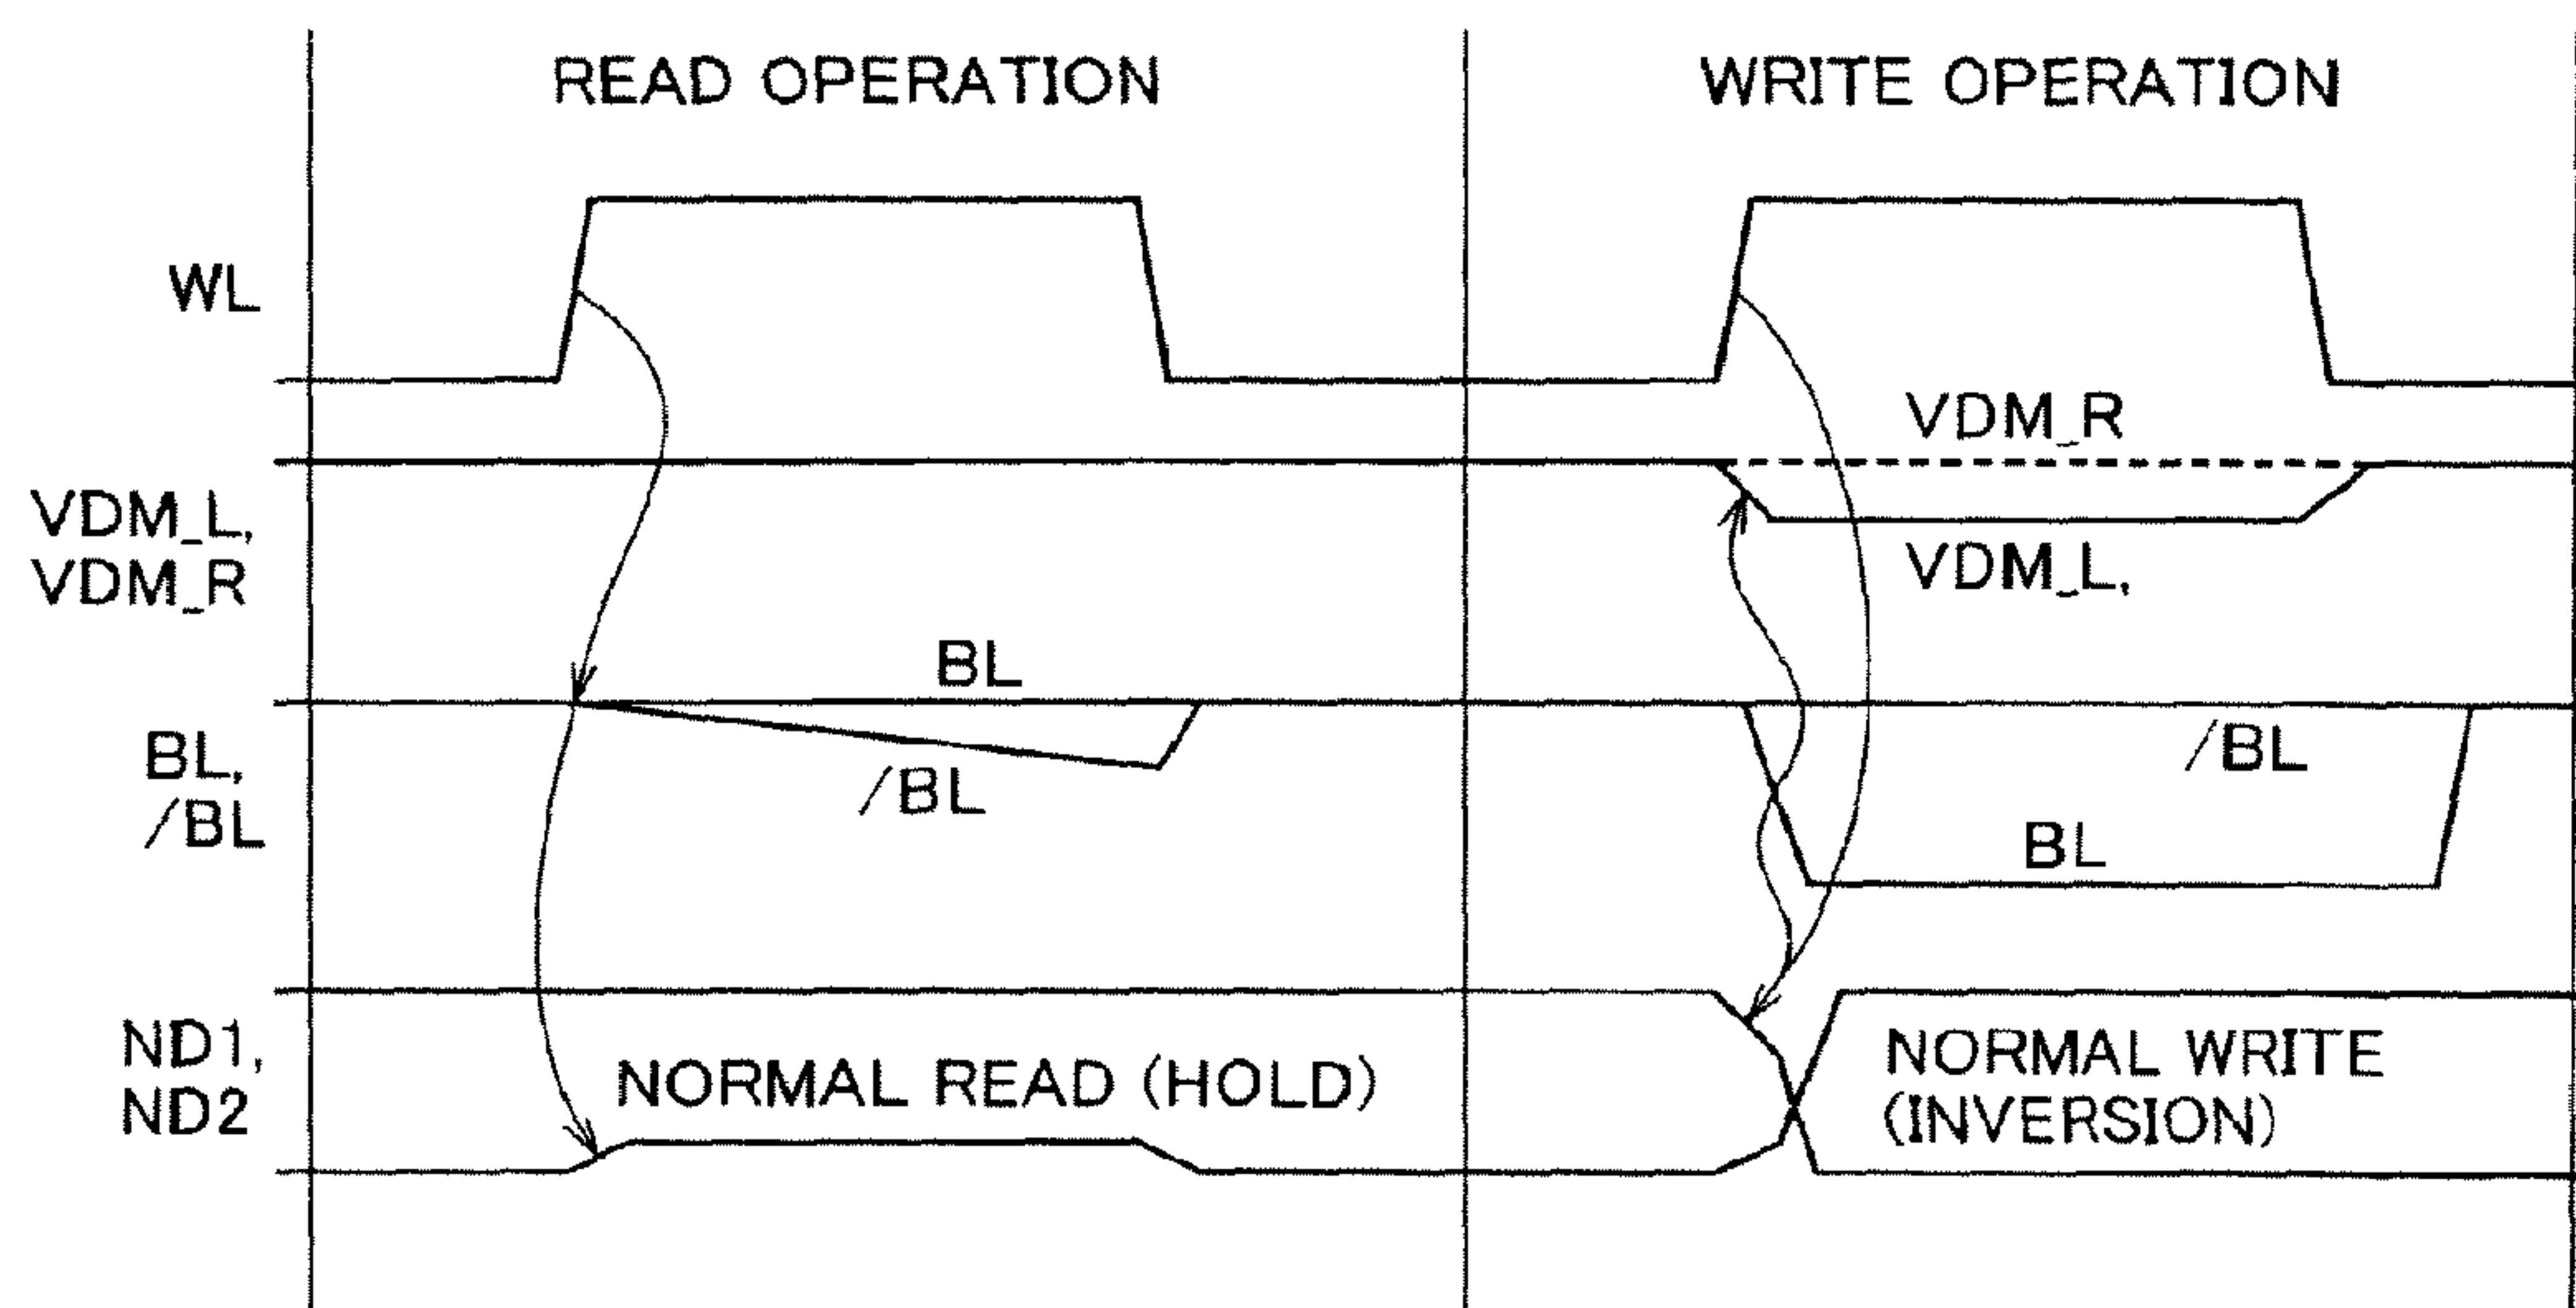 READ OPERATION
WRITE OPERATION
WL
VDM_R
VDM_L,
VDM_R
VDM_L,
BL
BL,
/BL
/BL
/BL
BL
ND1,
ND2
NORMAL READ (HOLD)
NORMAL WRITE
(INVERSION)